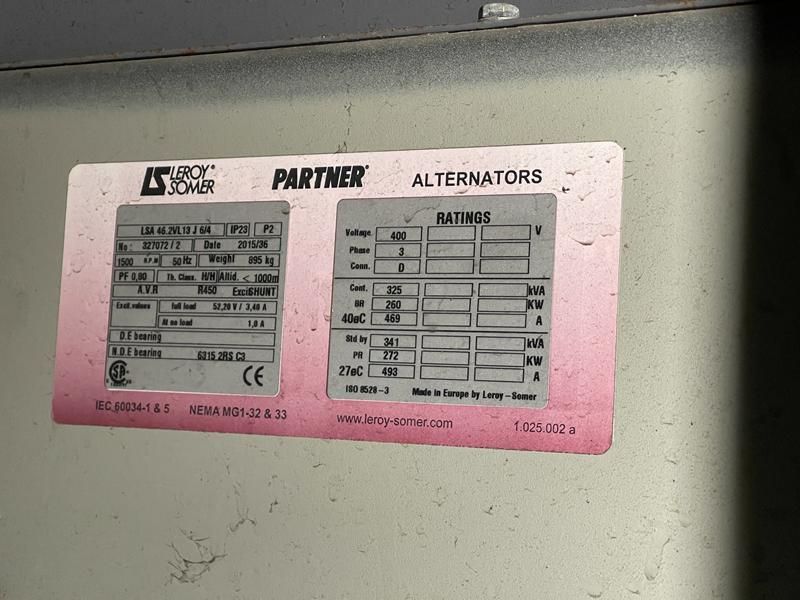 LS LEROY® SOMER PARTNER® ALTERNATORS
LSA 46.2VL13 J 6/4 IP23 P2
No : 327072 / 2 Date 2015/36
1500 R.P.M 50 Hz Weight 895 kg
PF 0,80 Th. Class. H/H Altid. < 1000m
A.V.R R450 Exci SHUNT
Excit.values full load 52,20 V / 3,40 A
At no load 1,0 A
D.E bearing
N.D.E bearing 6315 2RS C3
SA CE
RATINGS
Voltage 400 V
Phase 3
Conn. D
Cont. 325 kVA
BR 260 KW
40øC 469 A
Std by 341 kVA
PR 272 KW
27øC 493 A
ISO 8528-3 Made in Europe by Leroy-Somer
IEC 60034-1 & 5 NEMA MG1-32 & 33 www.leroy-somer.com 1.025.002 a